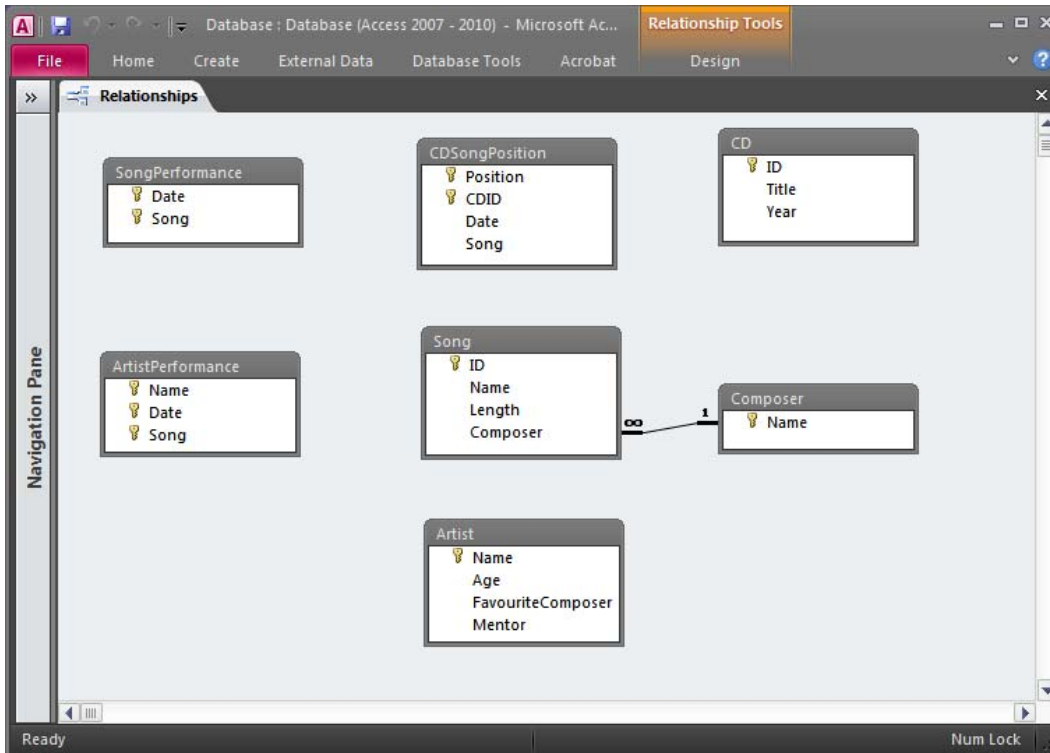 A Database : Database (Access 2007 - 2010) - Microsoft Ac... Relationship Tools
File Home Create External Data Database Tools Acrobat Design ?
» Relationships
Navigation Pane
SongPerformance
Date
Song
CDSongPosition
Position
CDID
Date
Song
CD
ID
Title
Year
ArtistPerformance
Name
Date
Song
Song
ID
Name
Length
Composer
∞ 1
Composer
Name
Artist
Name
Age
FavouriteComposer
Mentor
Ready Num Lock